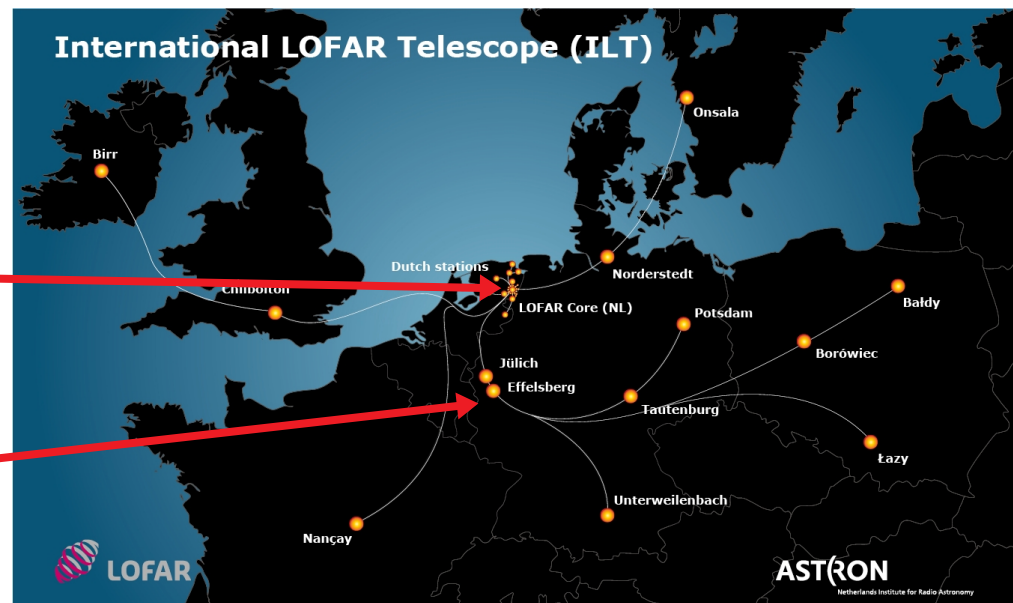 International LOFAR Telescope (ILT)
Onsala
Birr
Dutch stations
Norderstedt
Chilbolton
LOFAR Core (NL)
Bałdy
Potsdam
Borówiec
Jülich
Effelsberg
Tautenburg
Łazy
Unterweilenbach
Nançay
LOFAR
ASTRON
Netherlands Institute for Radio Astronomy